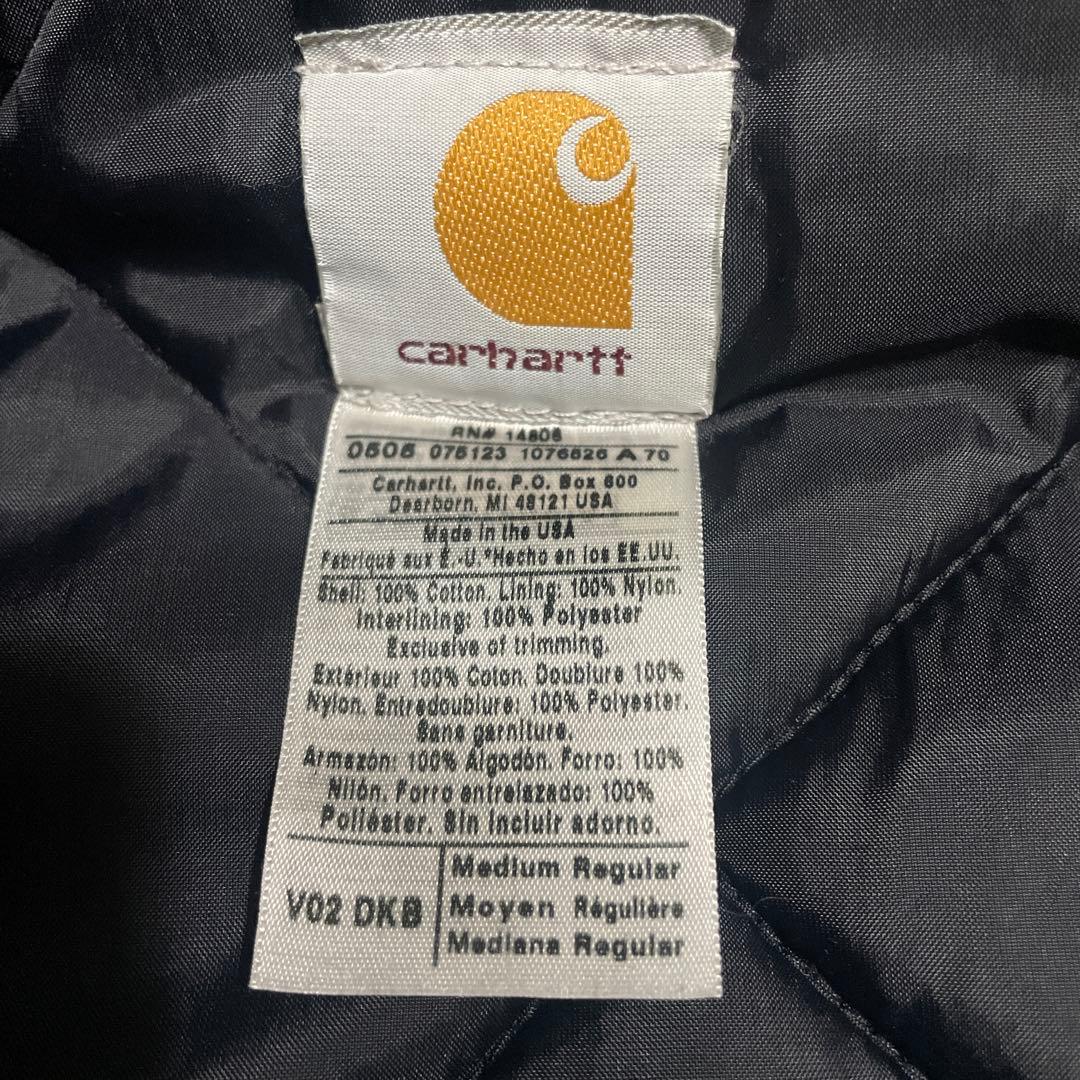 carhartt
RN# 14806
0505 075123 1076526 A 70
Carhartt, Inc. P.O. Box 600
Dearborn, MI 48121 USA
Made in the USA
Fabriqué aux É.-U.*Hecho en los EE.UU.
Shell: 100% Cotton. Lining: 100% Nylon.
Interlining: 100% Polyester
Exclusive of trimming.
Extérieur 100% Coton. Doublure 100%
Nylon. Entredoublure: 100% Polyester.
Sans garniture.
Armazón: 100% Algodón. Forro: 100%
Nilón. Forro entrelazado: 100%
Poliéster. Sin incluir adorno.
V02 DKB
Medium Regular
Moyen Régulière
Mediana Regular